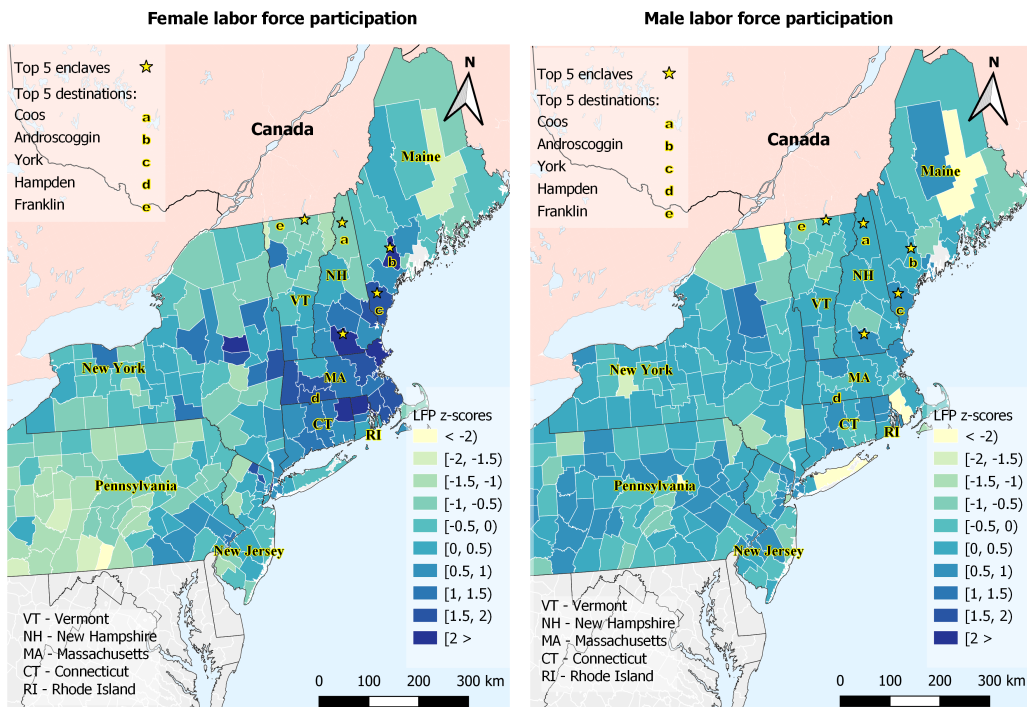 Female labor force participation
Top 5 enclaves
Top 5 destinations:
Coos a
Androscoggin b
York c
Hampden d
Franklin e
Canada
N
Maine
e
a
b
NH
VT
c
New York
MA
d
CT
RI
Pennsylvania
New Jersey
LFP z-scores
< -2)
[-2, -1.5)
[-1.5, -1)
[-1, -0.5)
[-0.5, 0)
[0, 0.5)
[0.5, 1)
[1, 1.5)
[1.5, 2)
[2 >
VT - Vermont
NH - New Hampshire
MA - Massachusetts
CT - Connecticut
RI - Rhode Island
0 100 200 300 km
Male labor force participation
Top 5 enclaves
Top 5 destinations:
Coos a
Androscoggin b
York c
Hampden d
Franklin e
Canada
N
Maine
e
a
b
NH
VT
c
New York
MA
d
CT
RI
Pennsylvania
New Jersey
LFP z-scores
< -2)
[-2, -1.5)
[-1.5, -1)
[-1, -0.5)
[-0.5, 0)
[0, 0.5)
[0.5, 1)
[1, 1.5)
[1.5, 2)
[2 >
VT - Vermont
NH - New Hampshire
MA - Massachusetts
CT - Connecticut
RI - Rhode Island
0 100 200 300 km